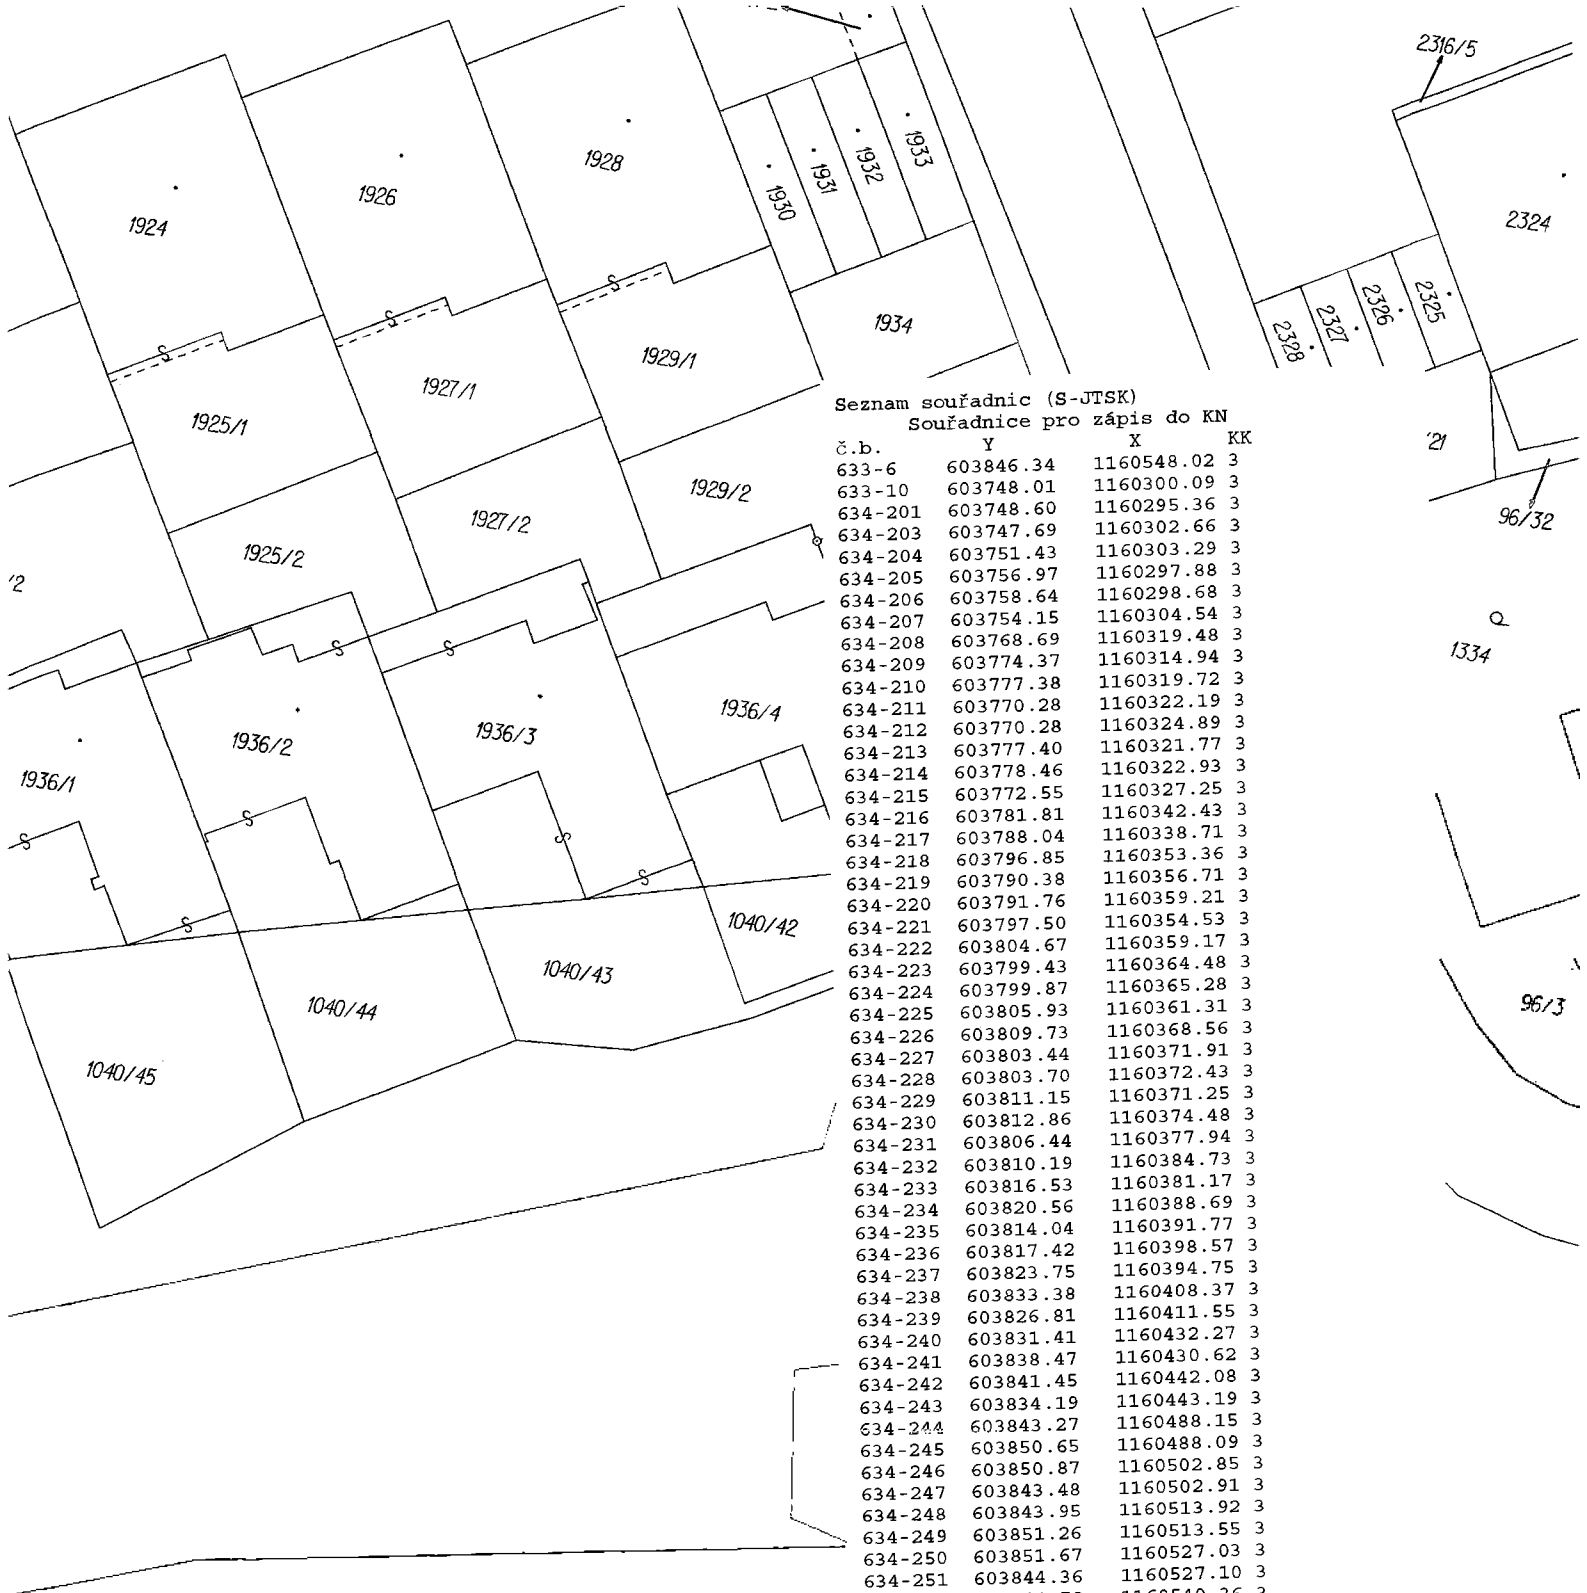 2316/5
1928
1933
1932
1931
1930
1926
1924
2324
2325
2326
2327
2328
1934
1929/1
1927/1
1925/1
'21
1929/2
1927/2
1925/2
/2
96/32
1334
1936/4
1936/3
1936/2
1936/1
1040/42
1040/43
1040/44
1040/45
96/3
Seznam souřadnic (S-JTSK)
Souřadnice pro zápis do KN
č.b. Y X KK
633-6 603846.34 1160548.02 3
633-10 603748.01 1160300.09 3
634-201 603748.60 1160295.36 3
634-203 603747.69 1160302.66 3
634-204 603751.43 1160303.29 3
634-205 603756.97 1160297.88 3
634-206 603758.64 1160298.68 3
634-207 603754.15 1160304.54 3
634-208 603768.69 1160319.48 3
634-209 603774.37 1160314.94 3
634-210 603777.38 1160319.72 3
634-211 603770.28 1160322.19 3
634-212 603770.28 1160324.89 3
634-213 603777.40 1160321.77 3
634-214 603778.46 1160322.93 3
634-215 603772.55 1160327.25 3
634-216 603781.81 1160342.43 3
634-217 603788.04 1160338.71 3
634-218 603796.85 1160353.36 3
634-219 603790.38 1160356.71 3
634-220 603791.76 1160359.21 3
634-221 603797.50 1160354.53 3
634-222 603804.67 1160359.17 3
634-223 603799.43 1160364.48 3
634-224 603799.87 1160365.28 3
634-225 603805.93 1160361.31 3
634-226 603809.73 1160368.56 3
634-227 603803.44 1160371.91 3
634-228 603803.70 1160372.43 3
634-229 603811.15 1160371.25 3
634-230 603812.86 1160374.48 3
634-231 603806.44 1160377.94 3
634-232 603810.19 1160384.73 3
634-233 603816.53 1160381.17 3
634-234 603820.56 1160388.69 3
634-235 603814.04 1160391.77 3
634-236 603817.42 1160398.57 3
634-237 603823.75 1160394.75 3
634-238 603833.38 1160408.37 3
634-239 603826.81 1160411.55 3
634-240 603831.41 1160432.27 3
634-241 603838.47 1160430.62 3
634-242 603841.45 1160442.08 3
634-243 603834.19 1160443.19 3
634-244 603843.27 1160488.15 3
634-245 603850.65 1160488.09 3
634-246 603850.87 1160502.85 3
634-247 603843.48 1160502.91 3
634-248 603843.95 1160513.92 3
634-249 603851.26 1160513.55 3
634-250 603851.67 1160527.03 3
634-251 603844.36 1160527.10 3